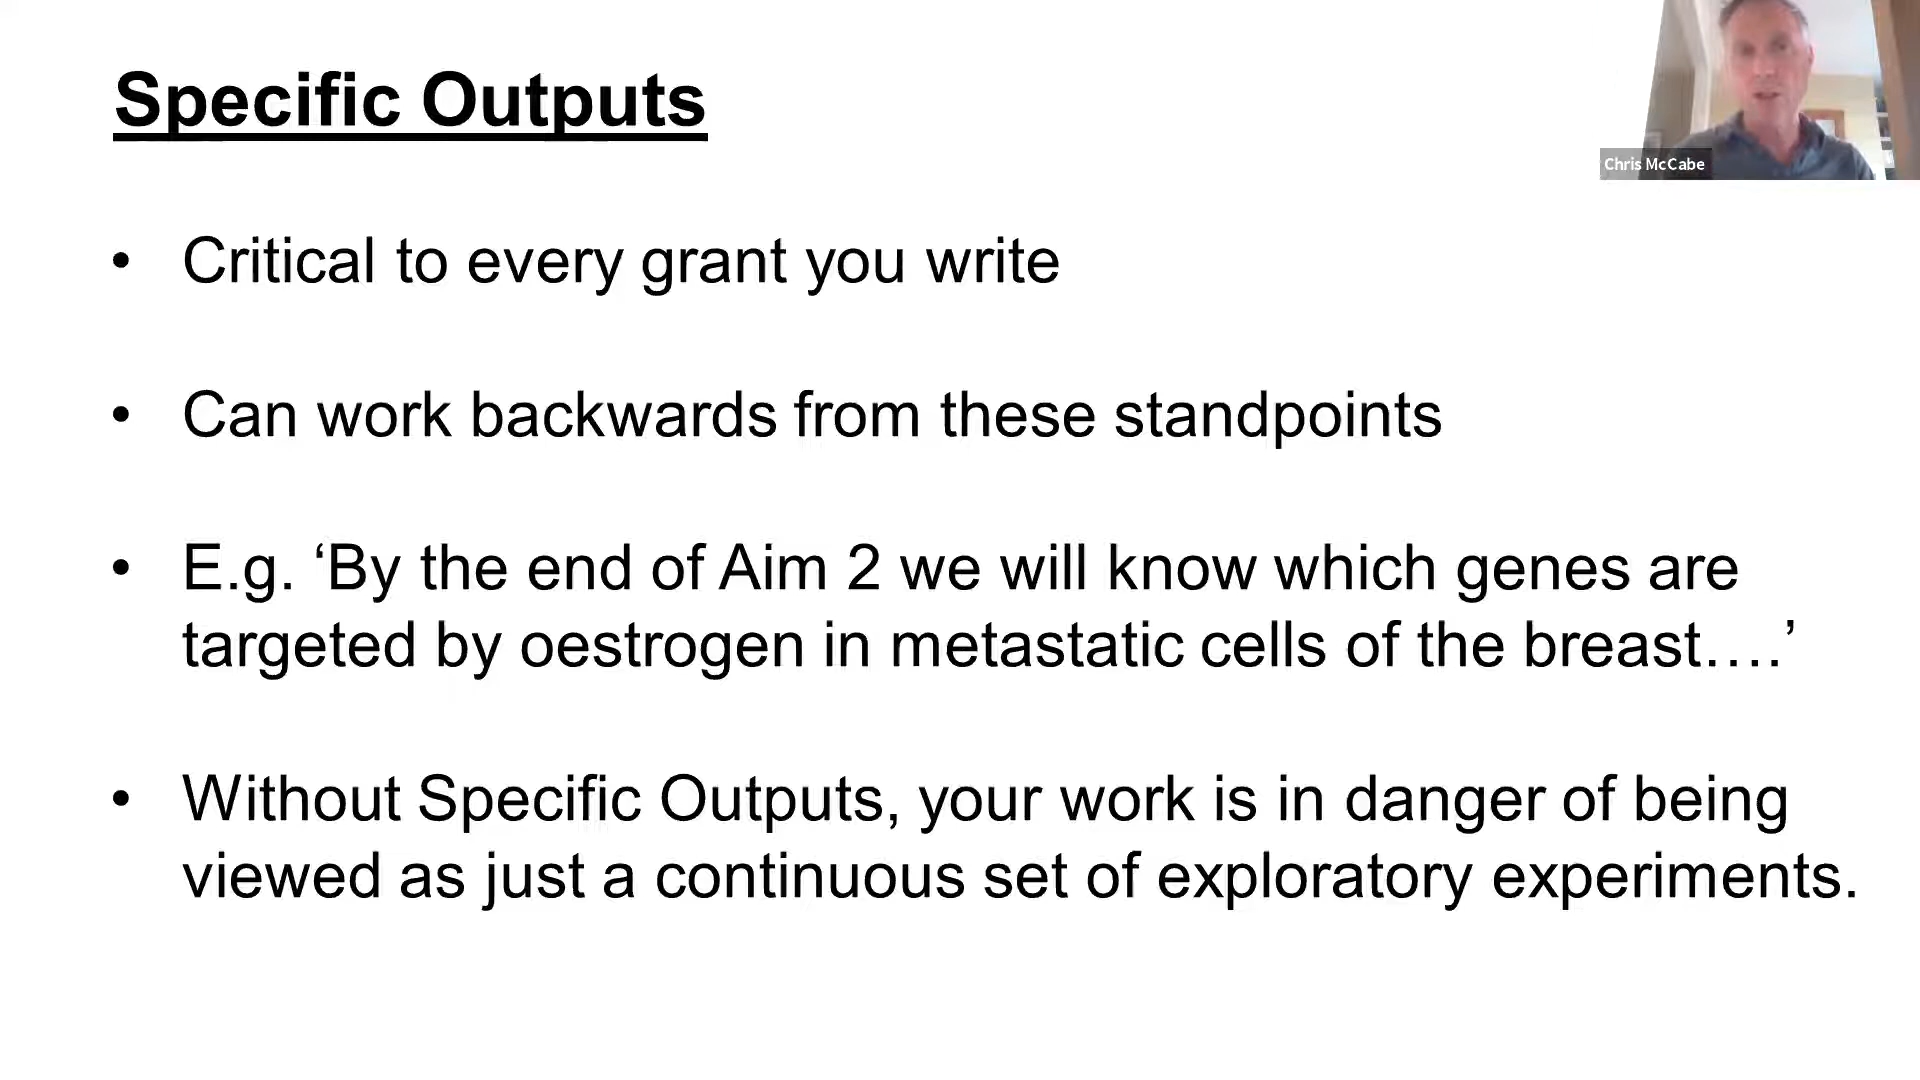 Specific Outputs
Chris McCabe
• Critical to every grant you write
• Can work backwards from these standpoints
• E.g. ‘By the end of Aim 2 we will know which genes are
targeted by oestrogen in metastatic cells of the breast….’
• Without Specific Outputs, your work is in danger of being
viewed as just a continuous set of exploratory experiments.